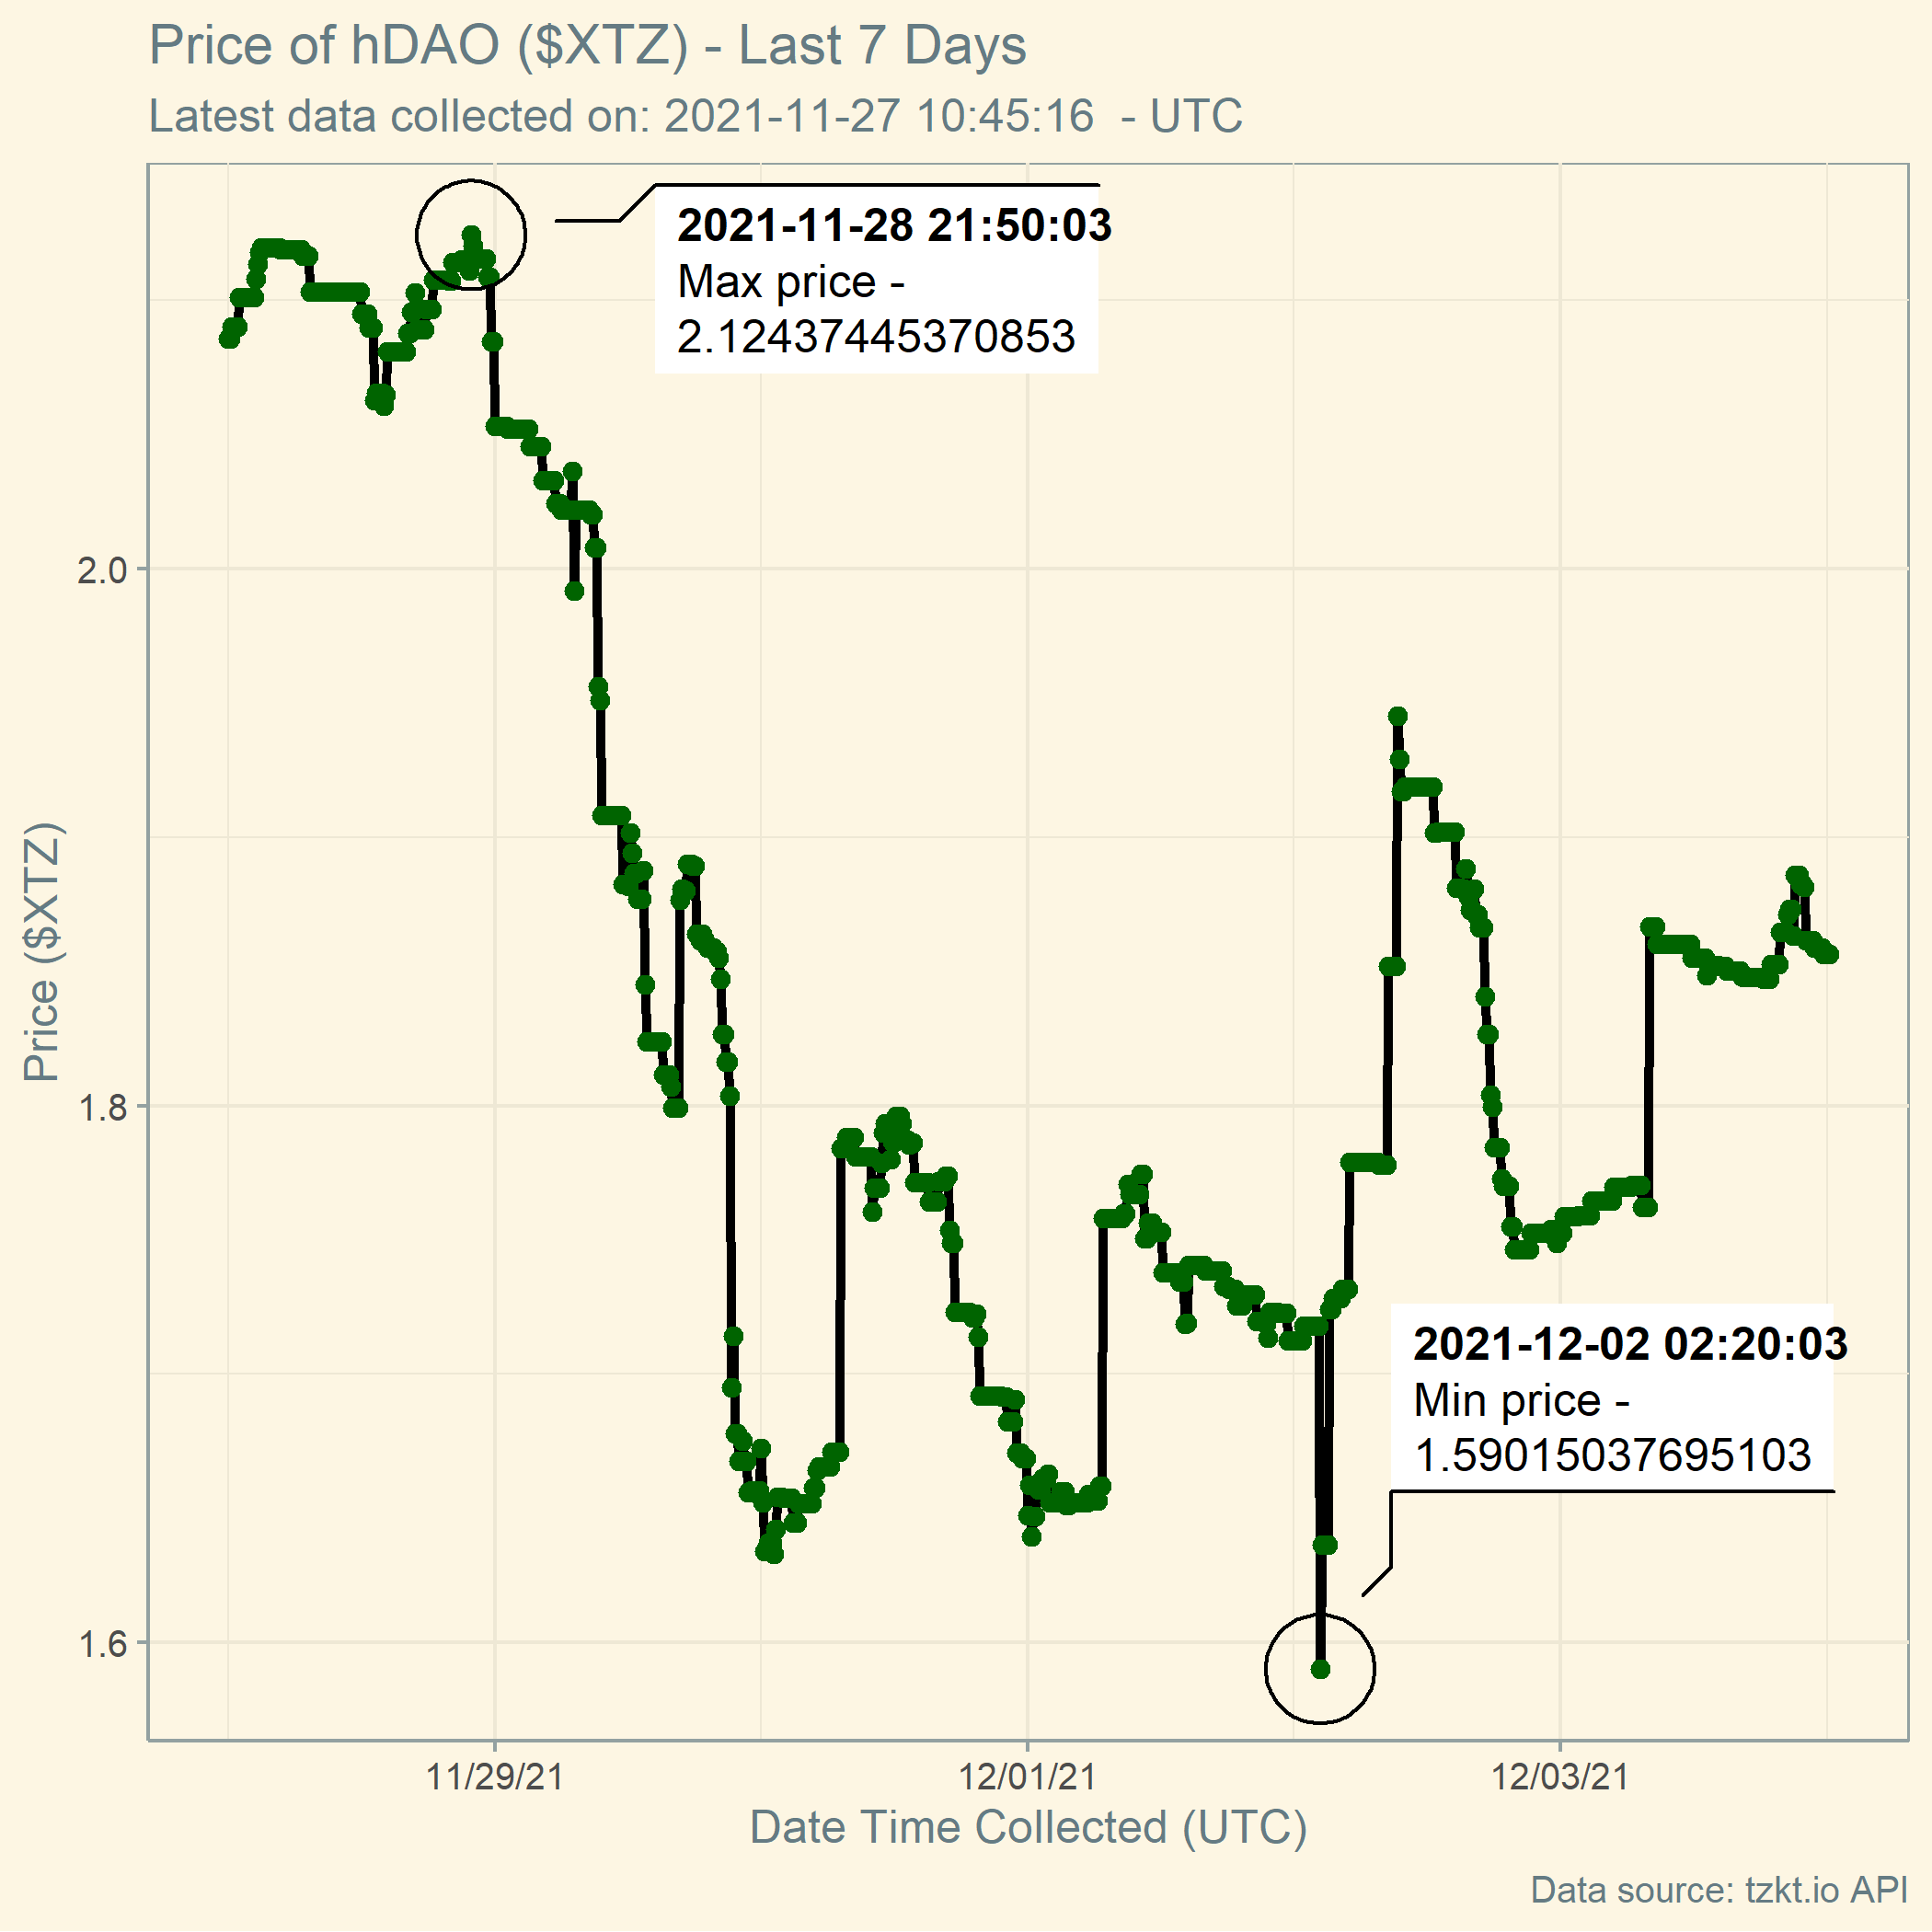 Price of hDAO ($XTZ) - Last 7 Days
Latest data collected on: 2021-11-27 10:45:16  - UTC
2021-11-28 21:50:03
Max price -
2.12437445370853
2.0
1.8
1.6
Price ($XTZ)
2021-12-02 02:20:03
Min price -
1.59015037695103
11/29/21
12/01/21
12/03/21
Date Time Collected (UTC)
Data source: tzkt.io API